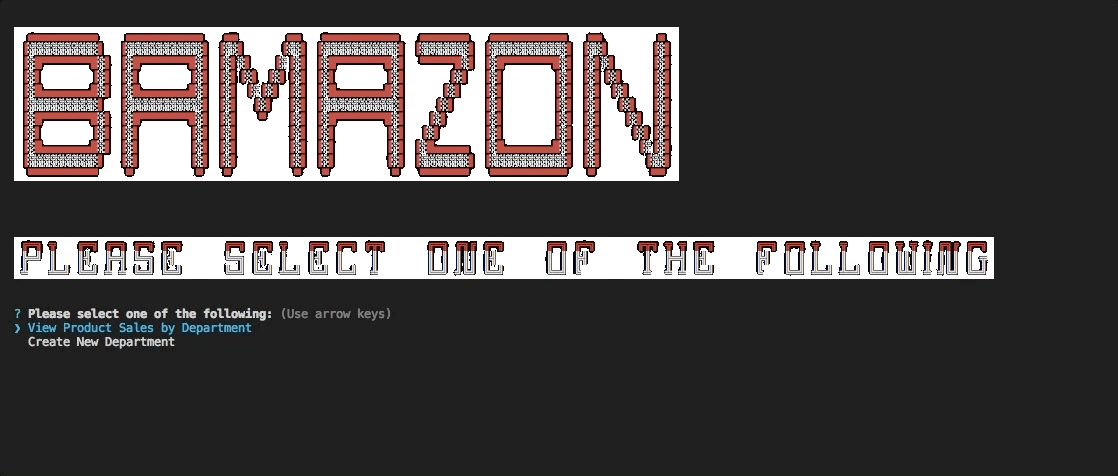 BAMAZON
PLEASE SELECT ONE OF THE FOLLOWING
? Please select one of the following: (Use arrow keys)
❯ View Product Sales by Department
Create New Department